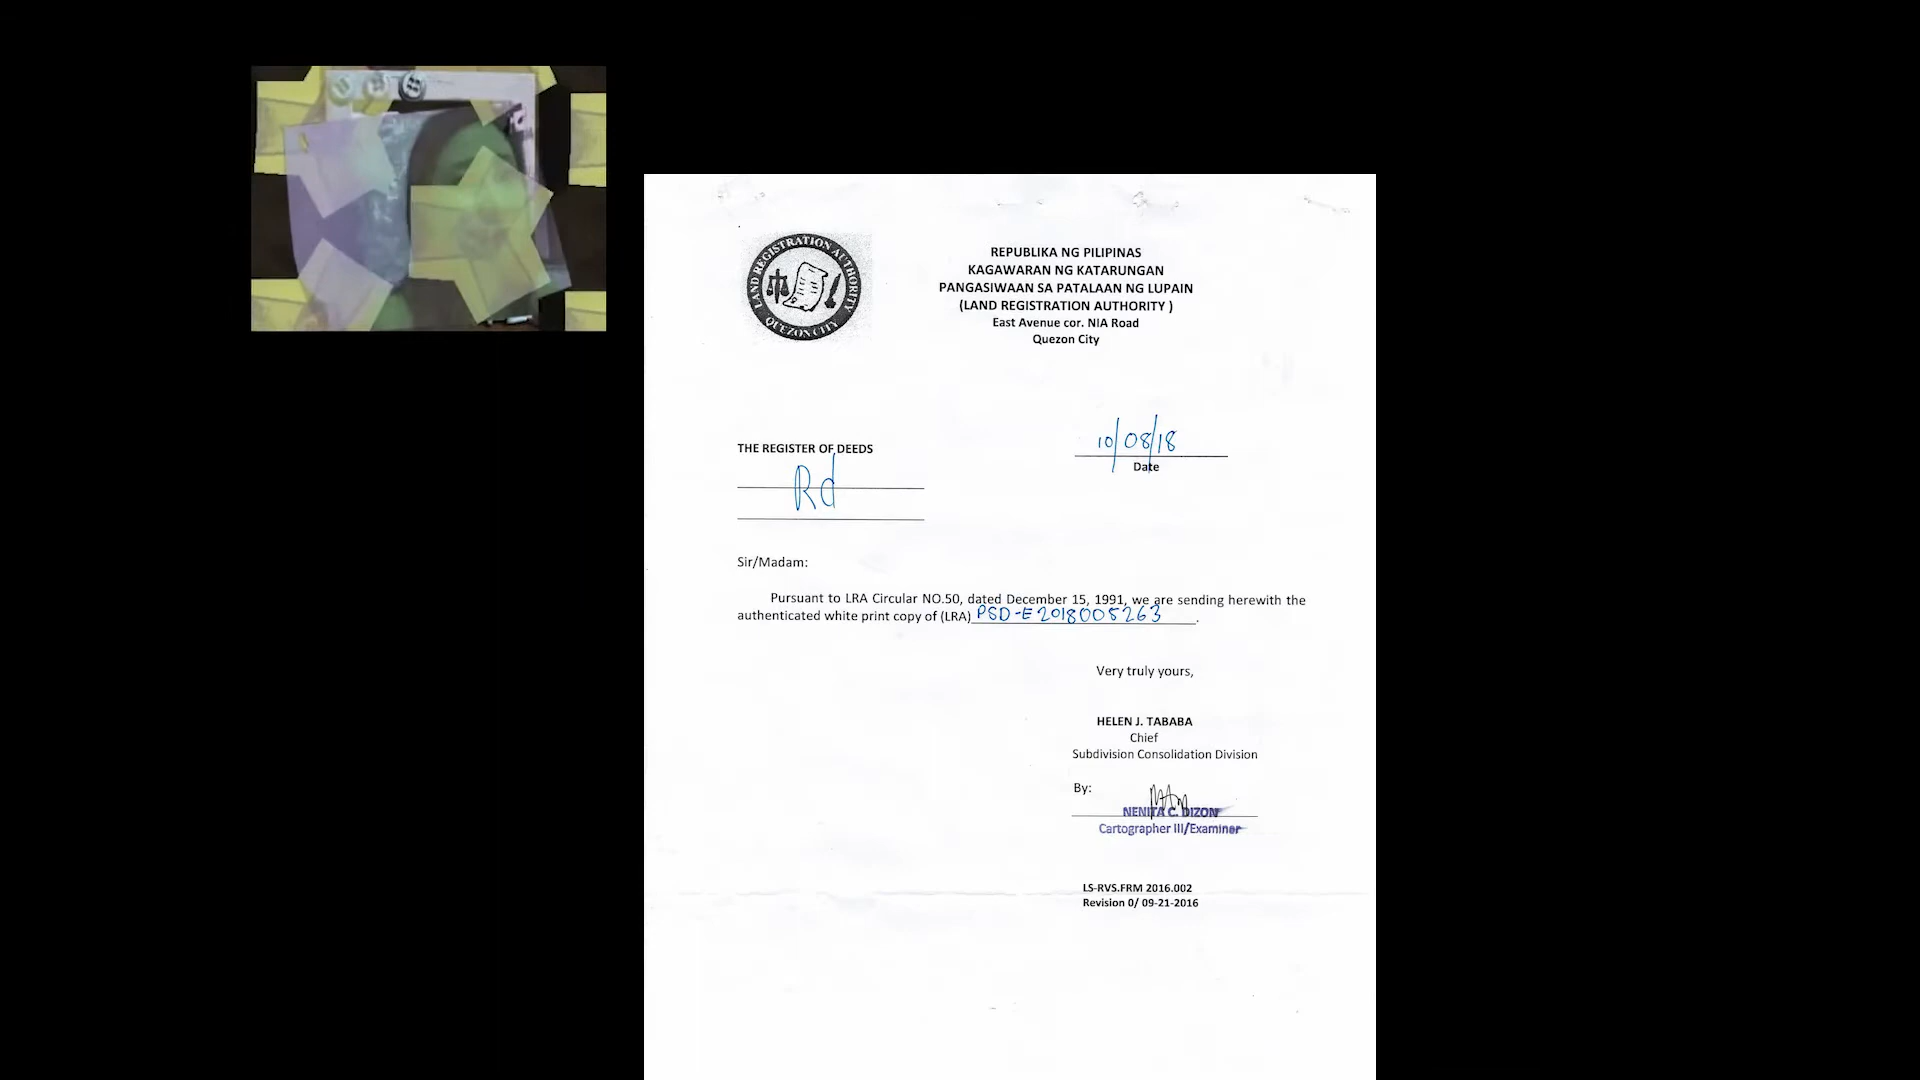 LAND REGISTRATION AUTHORITY
QUEZON CITY
REPUBLIKA NG PILIPINAS
KAGAWARAN NG KATARUNGAN
PANGASIWAAN SA PATALAAN NG LUPAIN
(LAND REGISTRATION AUTHORITY )
East Avenue cor. NIA Road
Quezon City
10/08/18
Date
THE REGISTER OF DEEDS
Rd
Sir/Madam:
Pursuant to LRA Circular NO.50, dated December 15, 1991, we are sending herewith the
authenticated white print copy of (LRA) PSD-E2018005263.
Very truly yours,
HELEN J. TABABA
Chief
Subdivision Consolidation Division
By:
NENITA C. DIZON
Cartographer III/Examiner
LS-RVS.FRM 2016.002
Revision 0/ 09-21-2016